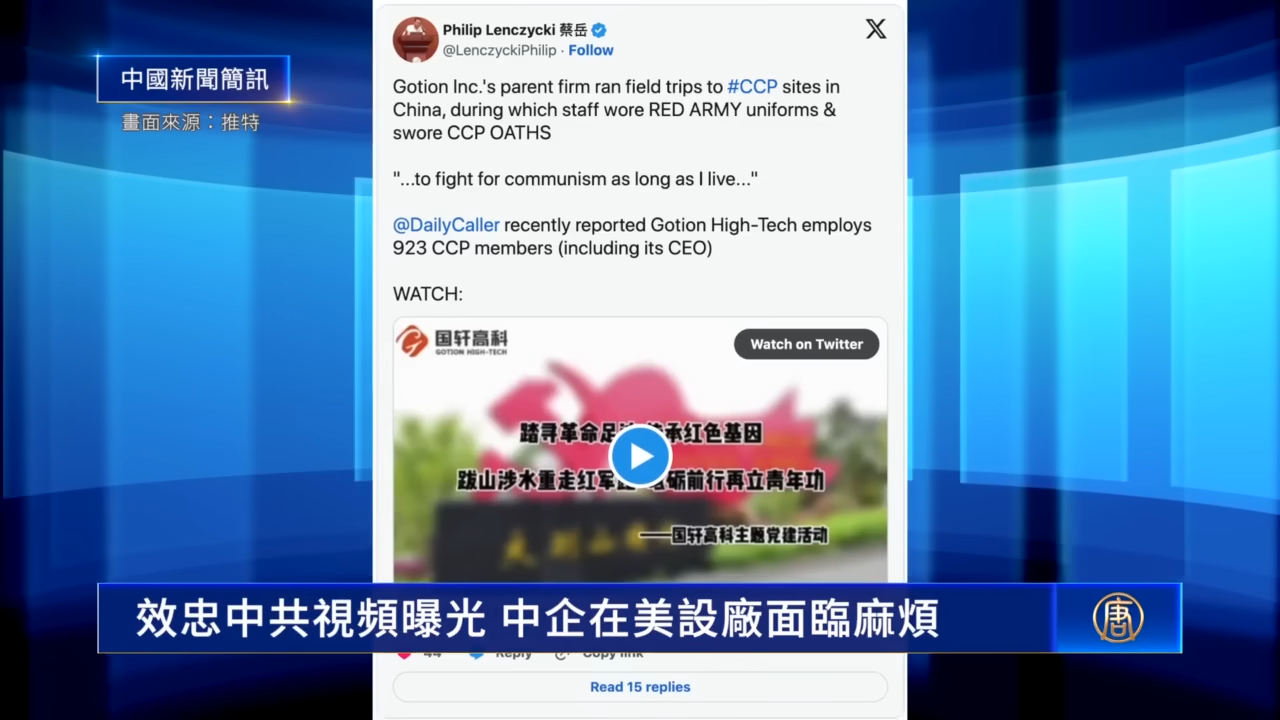 中國新聞簡訊
畫面來源：推特
Philip Lenczycki 蔡岳
@LenczyckiPhilip · Follow
X
Gotion Inc.'s parent firm ran field trips to #CCP sites in
China, during which staff wore RED ARMY uniforms &
swore CCP OATHS
"...to fight for communism as long as I live..."
@DailyCaller recently reported Gotion High-Tech employs
923 CCP members (including its CEO)
WATCH:
国轩高科
GOTION HIGH-TECH
Watch on Twitter
踏寻革命足 承红色基因
跋山涉水重走红军 砺前行再立青年功
——国轩高科主题党建活动
效忠中共視頻曝光 中企在美設廠面臨麻煩
唐
44 Reply Copy link
Read 15 replies